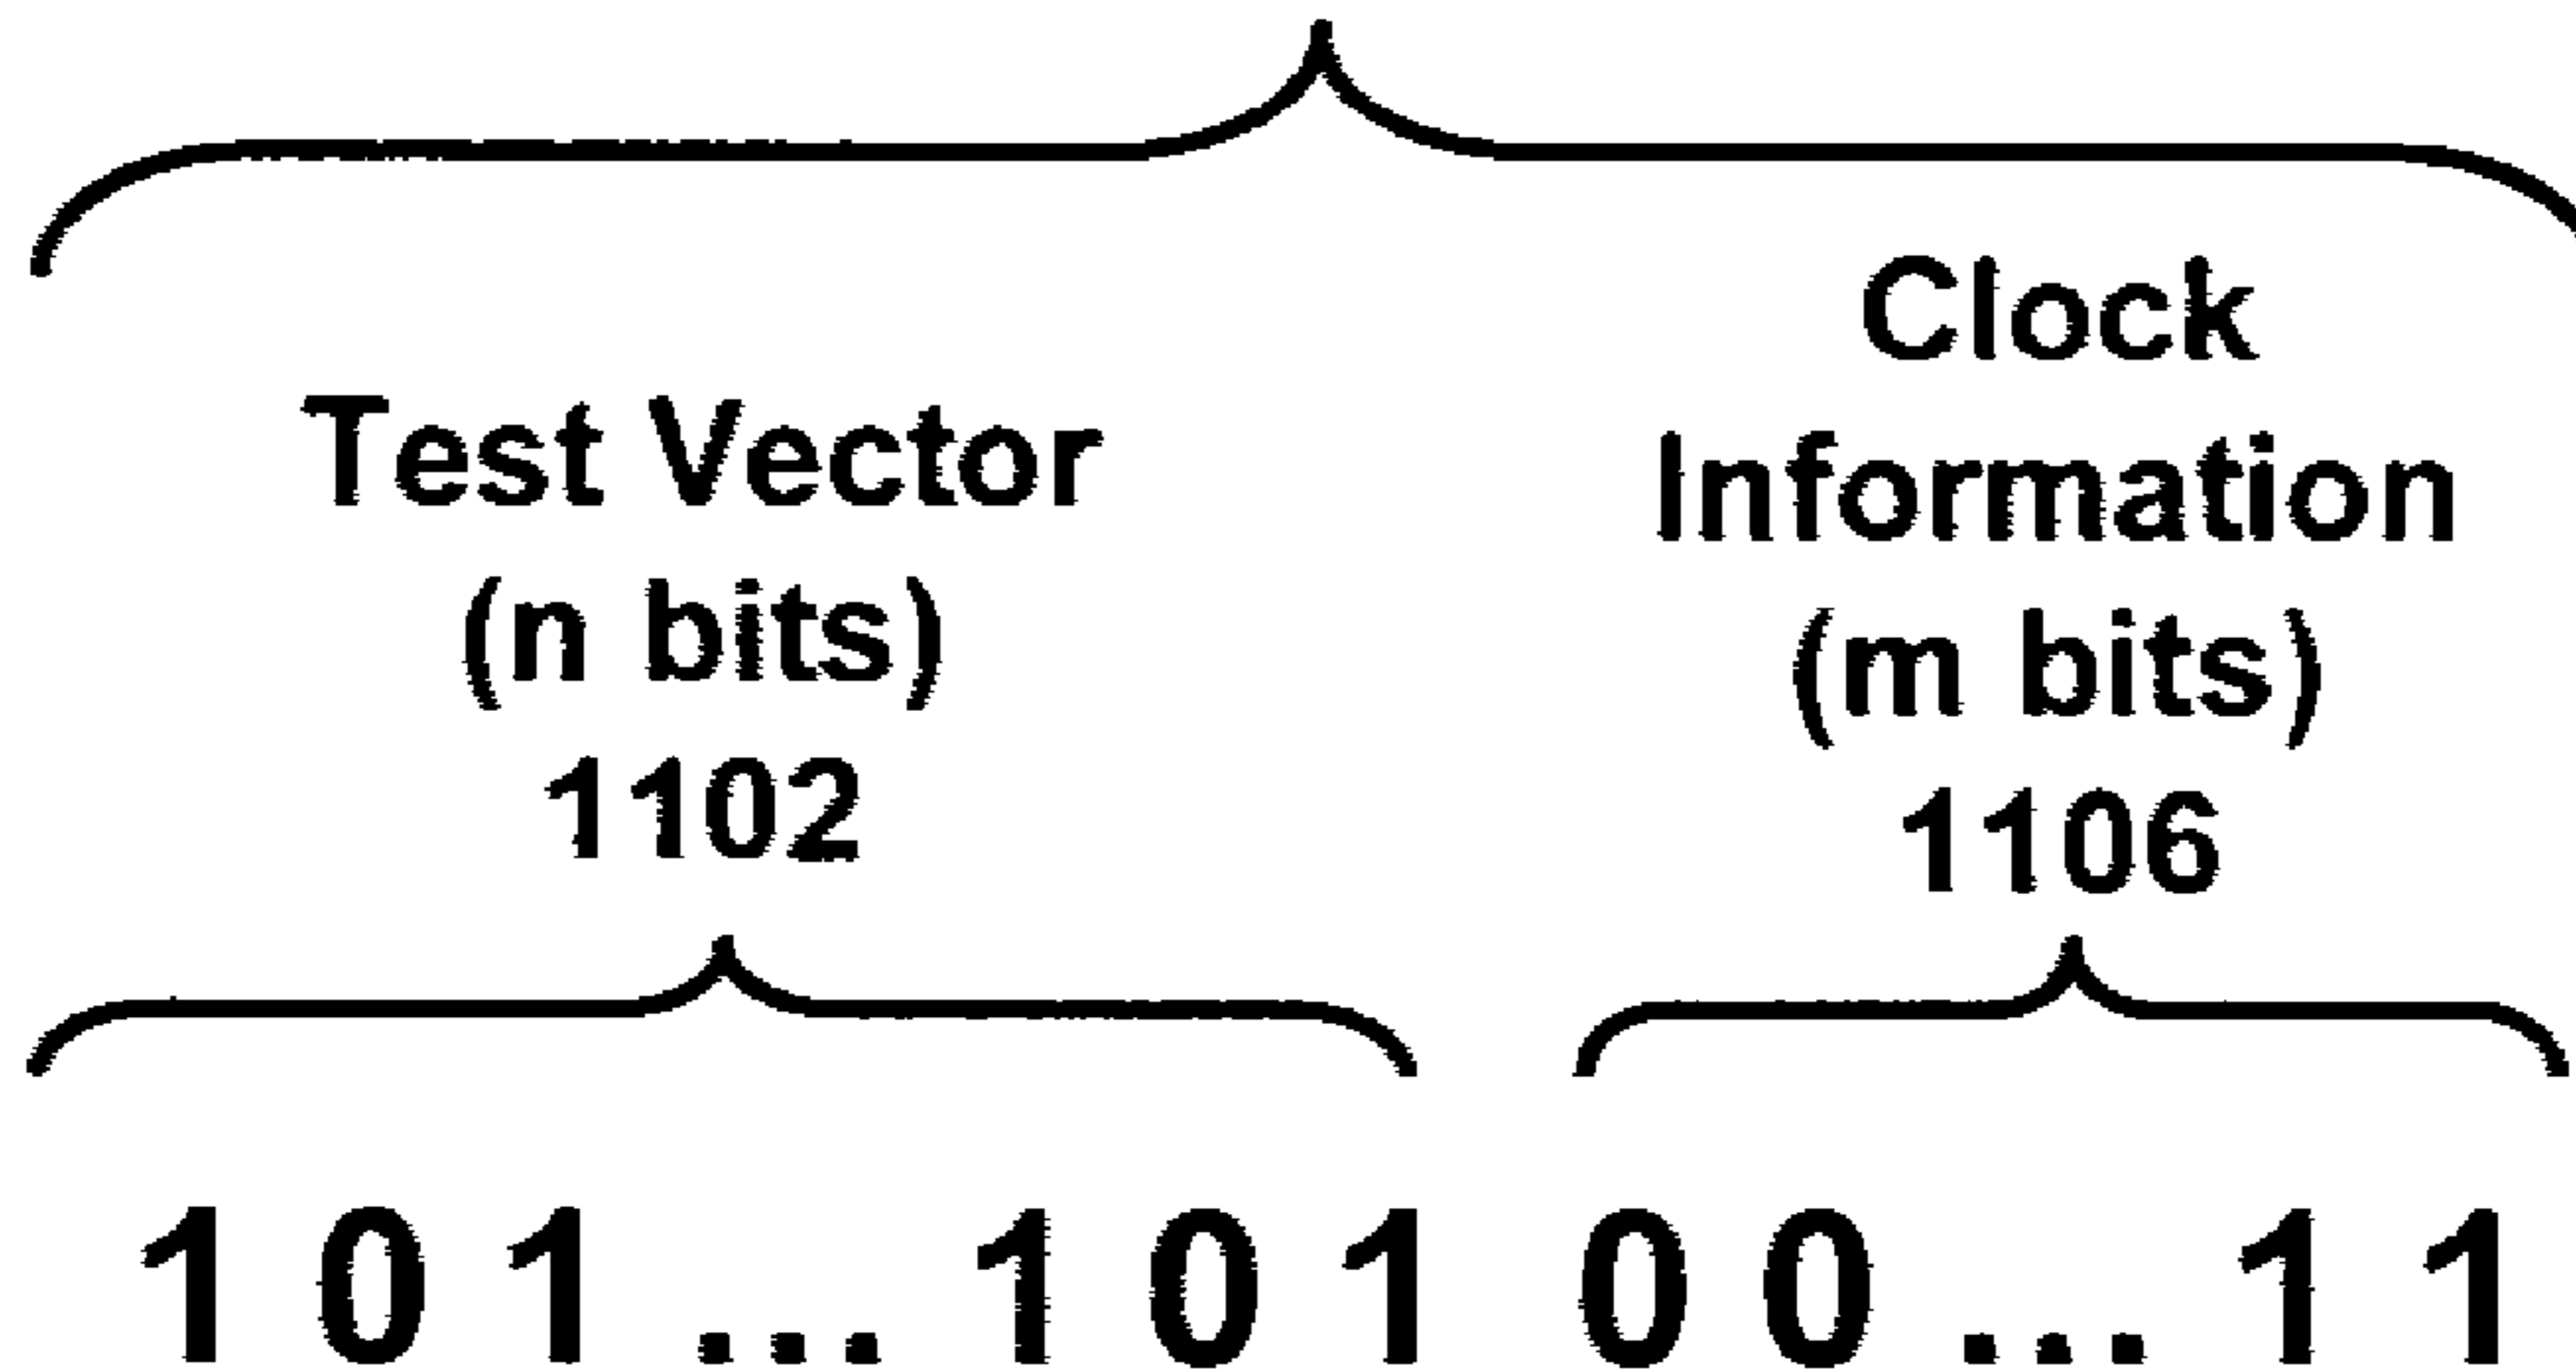 Test Vector
(n bits)
1102
Clock
Information
(m bits)
1106
1 0 1 ... 1 0 1 0 0 ... 1 1